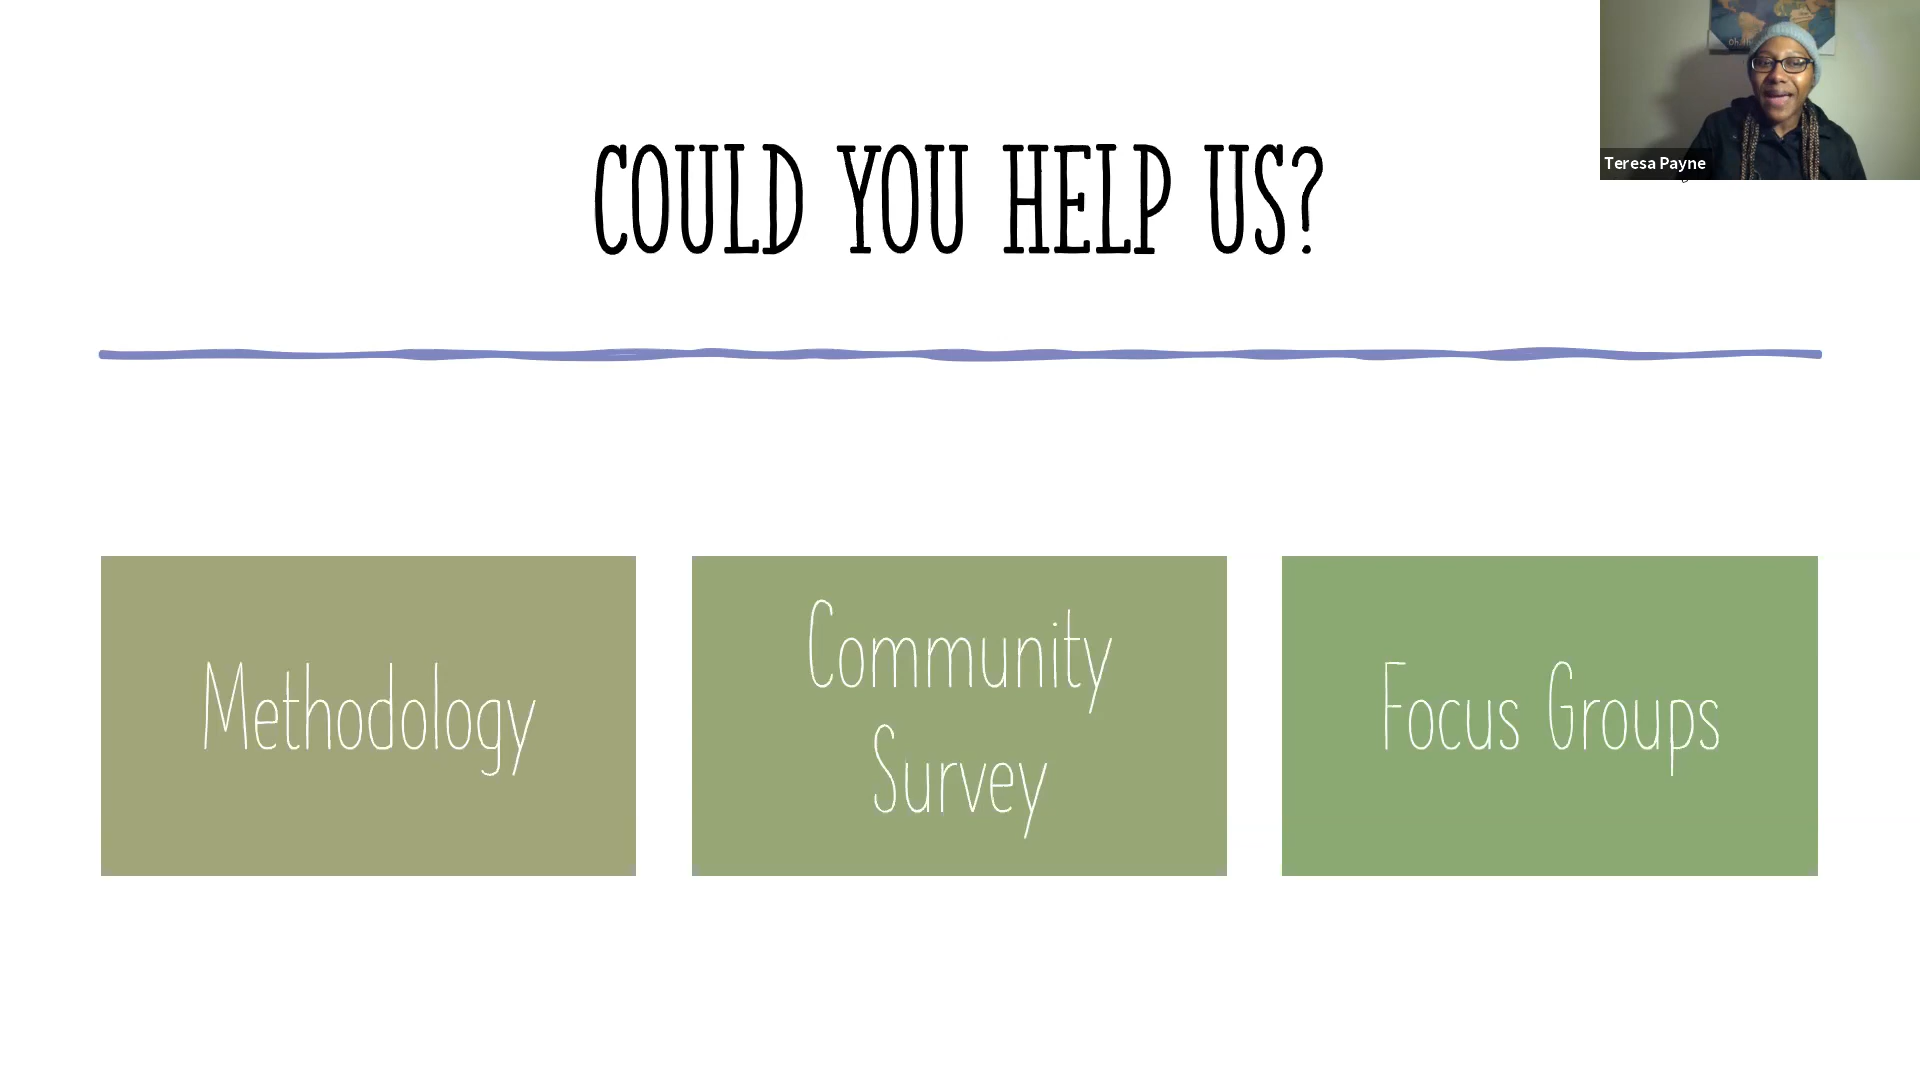 COULD YOU HELP US?
Teresa Payne
Methodology
Community
Survey
Focus Groups